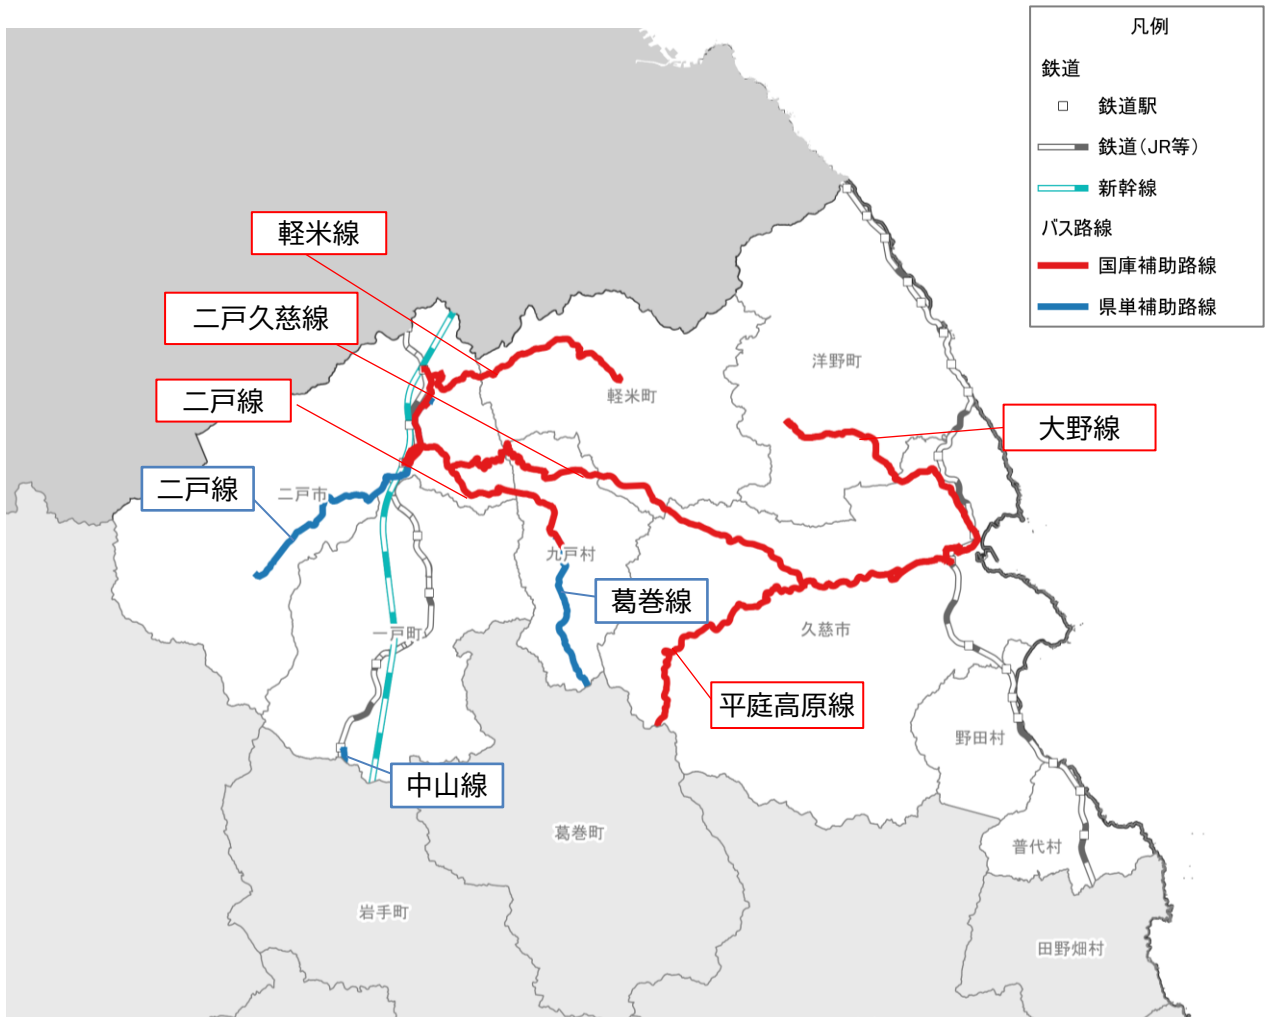 凡例
鉄道
鉄道駅
鉄道（JR等）
新幹線
バス路線
国庫補助路線
県単補助路線
軽米線
二戸久慈線
二戸線
二戸線
大野線
葛巻線
平庭高原線
中山線
洋野町
軽米町
二戸市
九戸村
一戸町
久慈市
野田村
普代村
葛巻町
岩手町
田野畑村